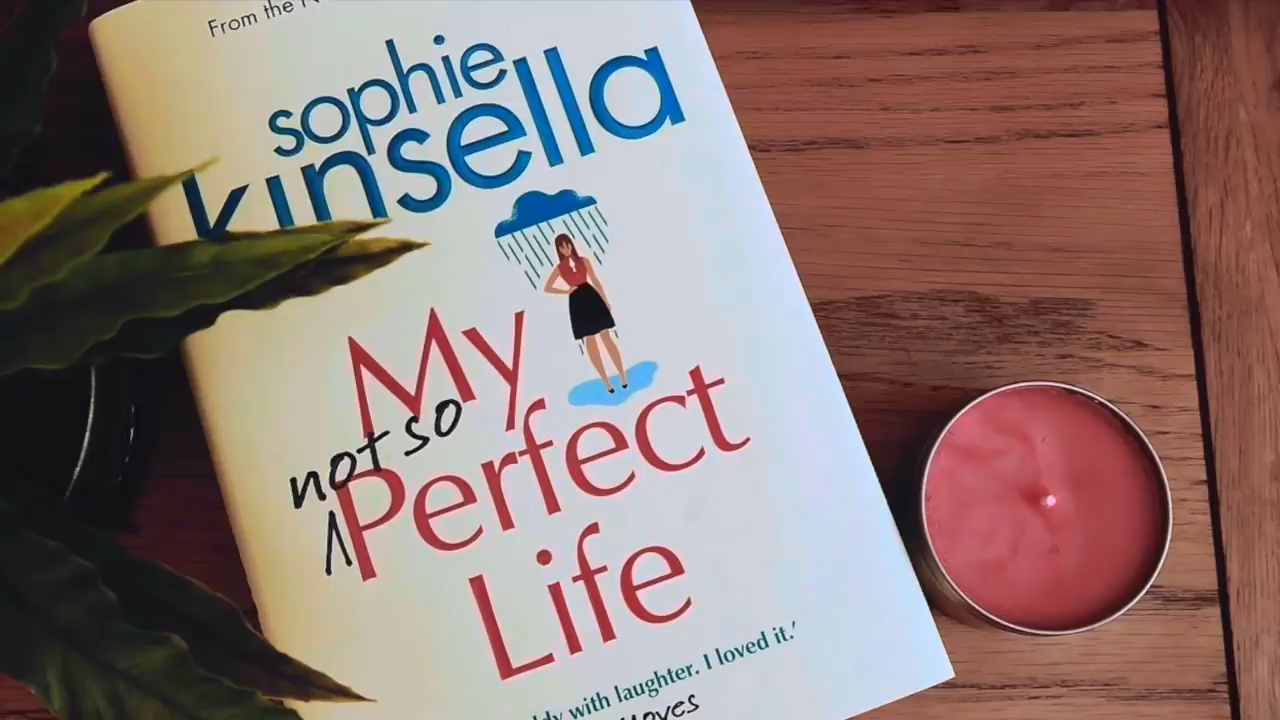 From the
sophie
kinsella
My
not so
Perfect
Life
with laughter. I loved it.'